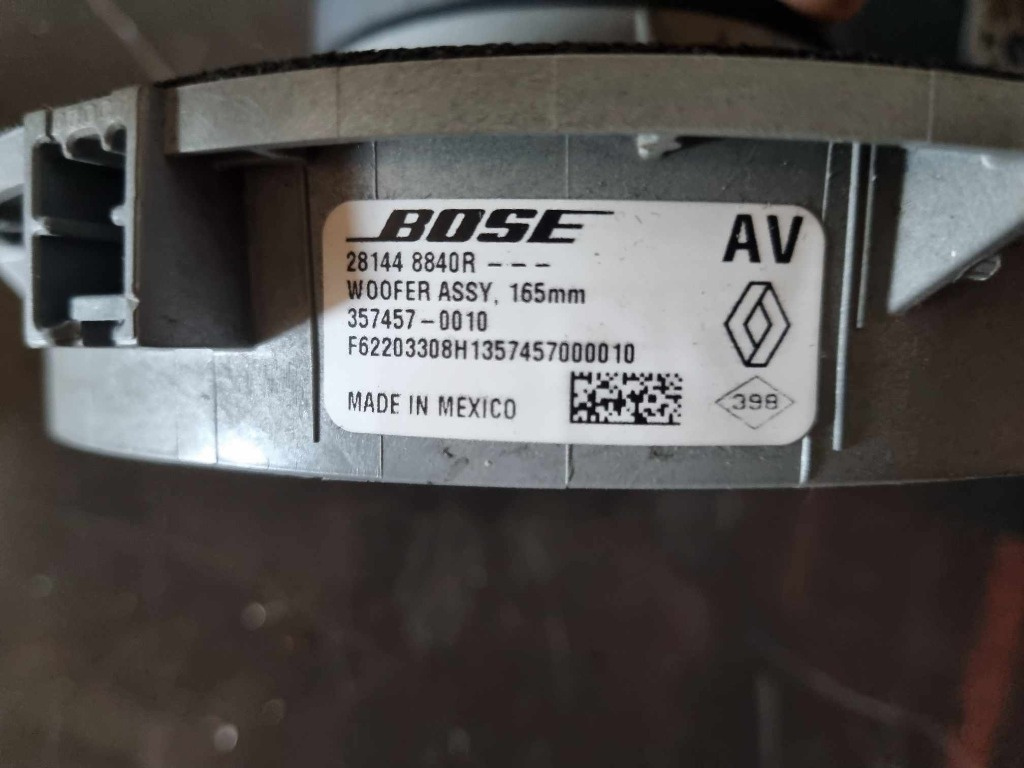 BOSE
AV
28144 8840R ---
WOOFER ASSY, 165mm
357457-0010
F62203308H1357457000010
MADE IN MEXICO
398